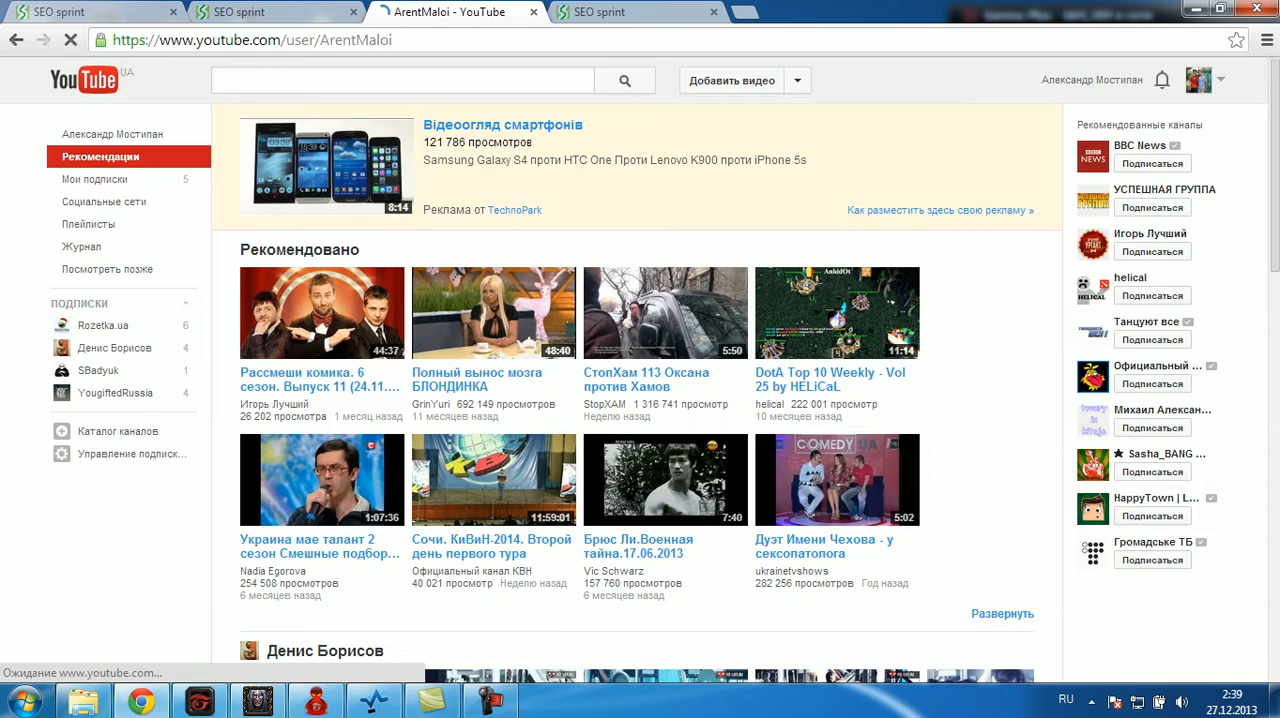 SEO sprint
SEO sprint
ArentMaloi - YouTube
SEO sprint
https://www.youtube.com/user/ArentMaloi
YouTube UA
Добавить видео
Александр Мостипан
Александр Мостипан
Рекомендации
Мои подписки 5
Социальные сети
Плейлисты
Журнал
Посмотреть позже
ПОДПИСКИ
Rozetka.ua 6
Денис Борисов 4
SBadyuk 1
YougiftedRussia 4
Каталог каналов
Управление подписк...
Відеоогляд смартфонів
121 786 просмотров
Samsung Galaxy S4 проти HTC One Проти Lenovo K900 проти iPhone 5s
8:14
Реклама от TechnoPark
Как разместить здесь свою рекламу »
Рекомендовано
44:37
Рассмеши комика. 6
сезон. Выпуск 11 (24.11....
Игорь Лучший
26 202 просмотра 1 месяц назад
48:40
Полный вынос мозга
БЛОНДИНКА
GrinYuri 692 149 просмотров
11 месяцев назад
5:50
СтопХам 113 Оксана
против Хамов
StopXAM 1 316 741 просмотр
Неделю назад
AnkidOt
11:14
DotA Top 10 Weekly - Vol
25 by HELiCaL
helical 222 001 просмотр
10 месяцев назад
1:07:36
Украина мае талант 2
сезон Смешные подбор...
Nadia Egorova
254 508 просмотров
6 месяцев назад
11:59:01
Сочи. КиВиН-2014. Второй
день первого тура
Официальный канал КВН
40 021 просмотр Неделю назад
7:40
Брюс Ли.Военная
тайна.17.06.2013
Vic Schwarz
157 760 просмотров
6 месяцев назад
COMEDY UA
5:02
Дуэт Имени Чехова - у
сексопатолога
ukrainetvshows
282 256 просмотров Год назад
Развернуть
Денис Борисов
Рекомендованные каналы
BBC NEWS
BBC News
Подписаться
УСПЕШНАЯ ГРУППА
Подписаться
Игорь Лучший
Подписаться
HELICAL
helical
Подписаться
Танцуют все
Подписаться
Официальный ...
Подписаться
Михаил Алексан...
Подписаться
Sasha_BANG ...
Подписаться
HappyTown | L...
Подписаться
Громадське ТБ
Подписаться
Ожидание www.youtube.com...
RU
2:39
27.12.2013